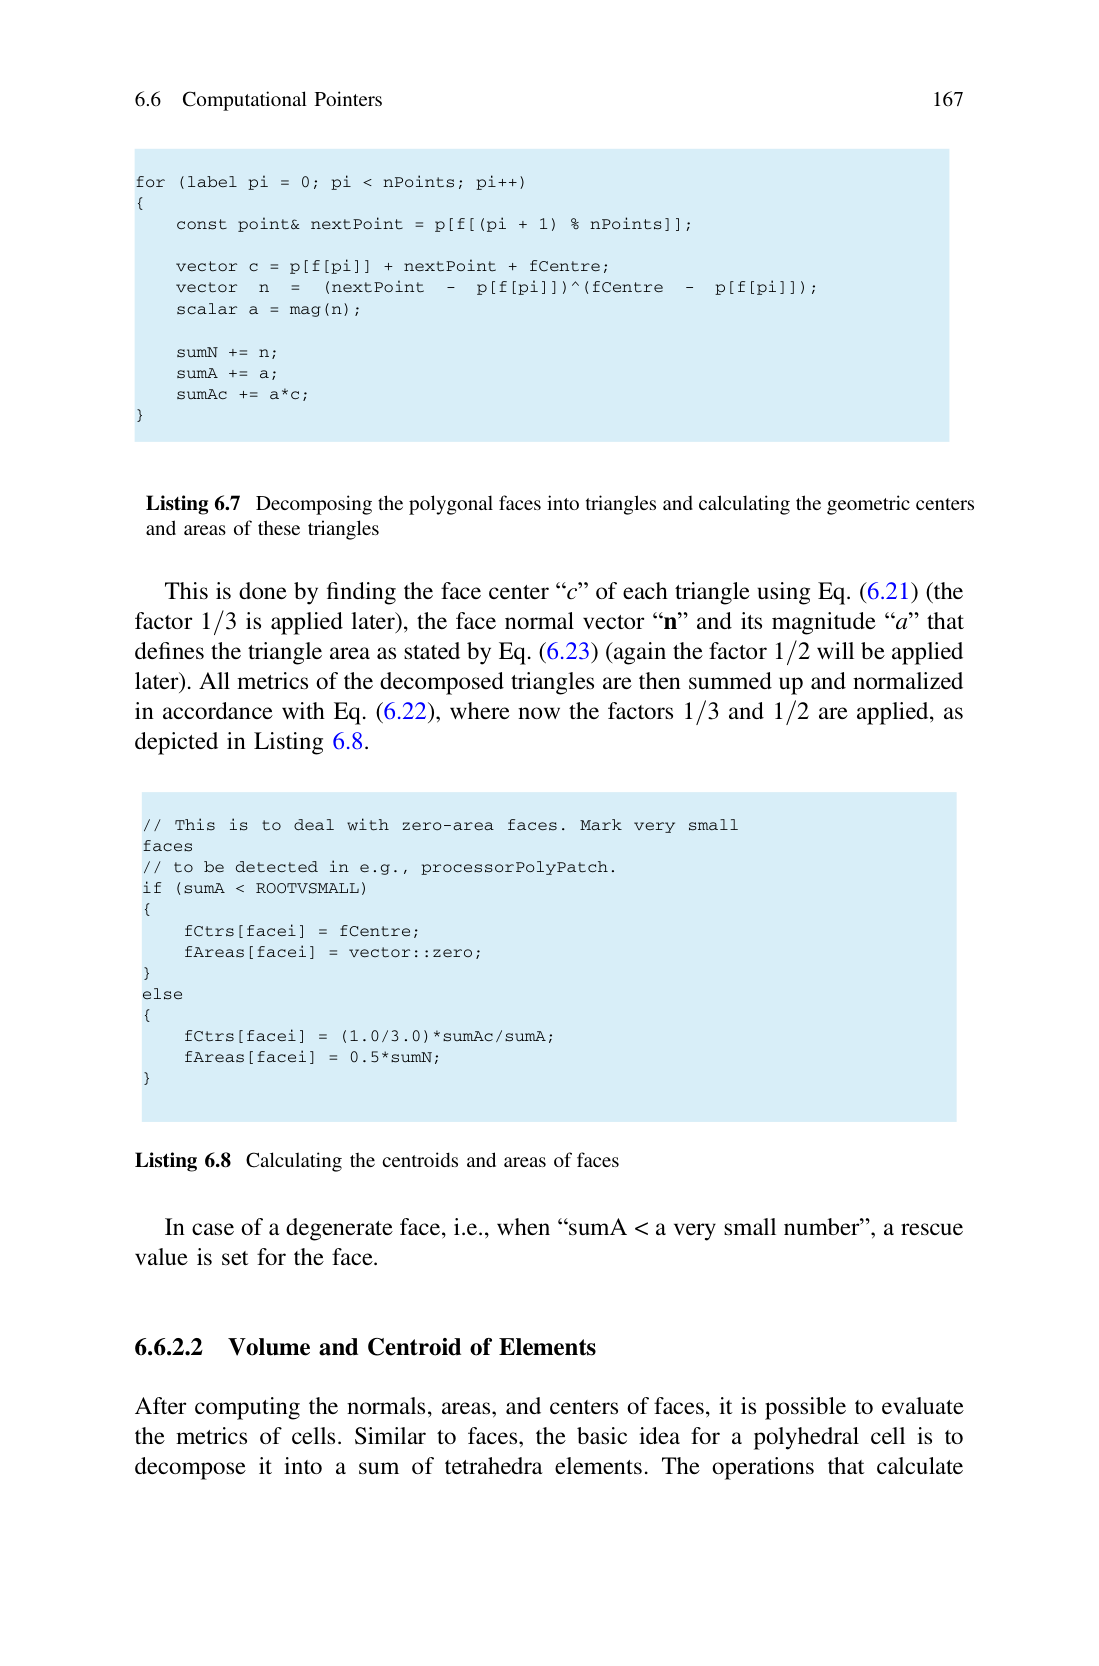 6.6 Computational Pointers 167
for (label pi = 0; pi < nPoints; pi++)
{
    const point& nextPoint = p[f[(pi + 1) % nPoints]];
    vector c = p[f[pi]] + nextPoint + fCentre;
    vector n = (nextPoint - p[f[pi]])^(fCentre - p[f[pi]]);
    scalar a = mag(n);
    sumN += n;
    sumA += a;
    sumAc += a*c;
}
Listing 6.7 Decomposing the polygonal faces into triangles and calculating the geometric centers
and areas of these triangles
This is done by finding the face center “c” of each triangle using Eq. (6.21) (the
factor 1/3 is applied later), the face normal vector “n” and its magnitude “a” that
defines the triangle area as stated by Eq. (6.23) (again the factor 1/2 will be applied
later). All metrics of the decomposed triangles are then summed up and normalized
in accordance with Eq. (6.22), where now the factors 1/3 and 1/2 are applied, as
depicted in Listing 6.8.
// This is to deal with zero-area faces. Mark very small
faces
// to be detected in e.g., processorPolyPatch.
if (sumA < ROOTVSMALL)
{
    fCtrs[facei] = fCentre;
    fAreas[facei] = vector::zero;
}
else
{
    fCtrs[facei] = (1.0/3.0)*sumAc/sumA;
    fAreas[facei] = 0.5*sumN;
}
Listing 6.8 Calculating the centroids and areas of faces
In case of a degenerate face, i.e., when “sumA < a very small number”, a rescue
value is set for the face.
6.6.2.2 Volume and Centroid of Elements
After computing the normals, areas, and centers of faces, it is possible to evaluate
the metrics of cells. Similar to faces, the basic idea for a polyhedral cell is to
decompose it into a sum of tetrahedra elements. The operations that calculate